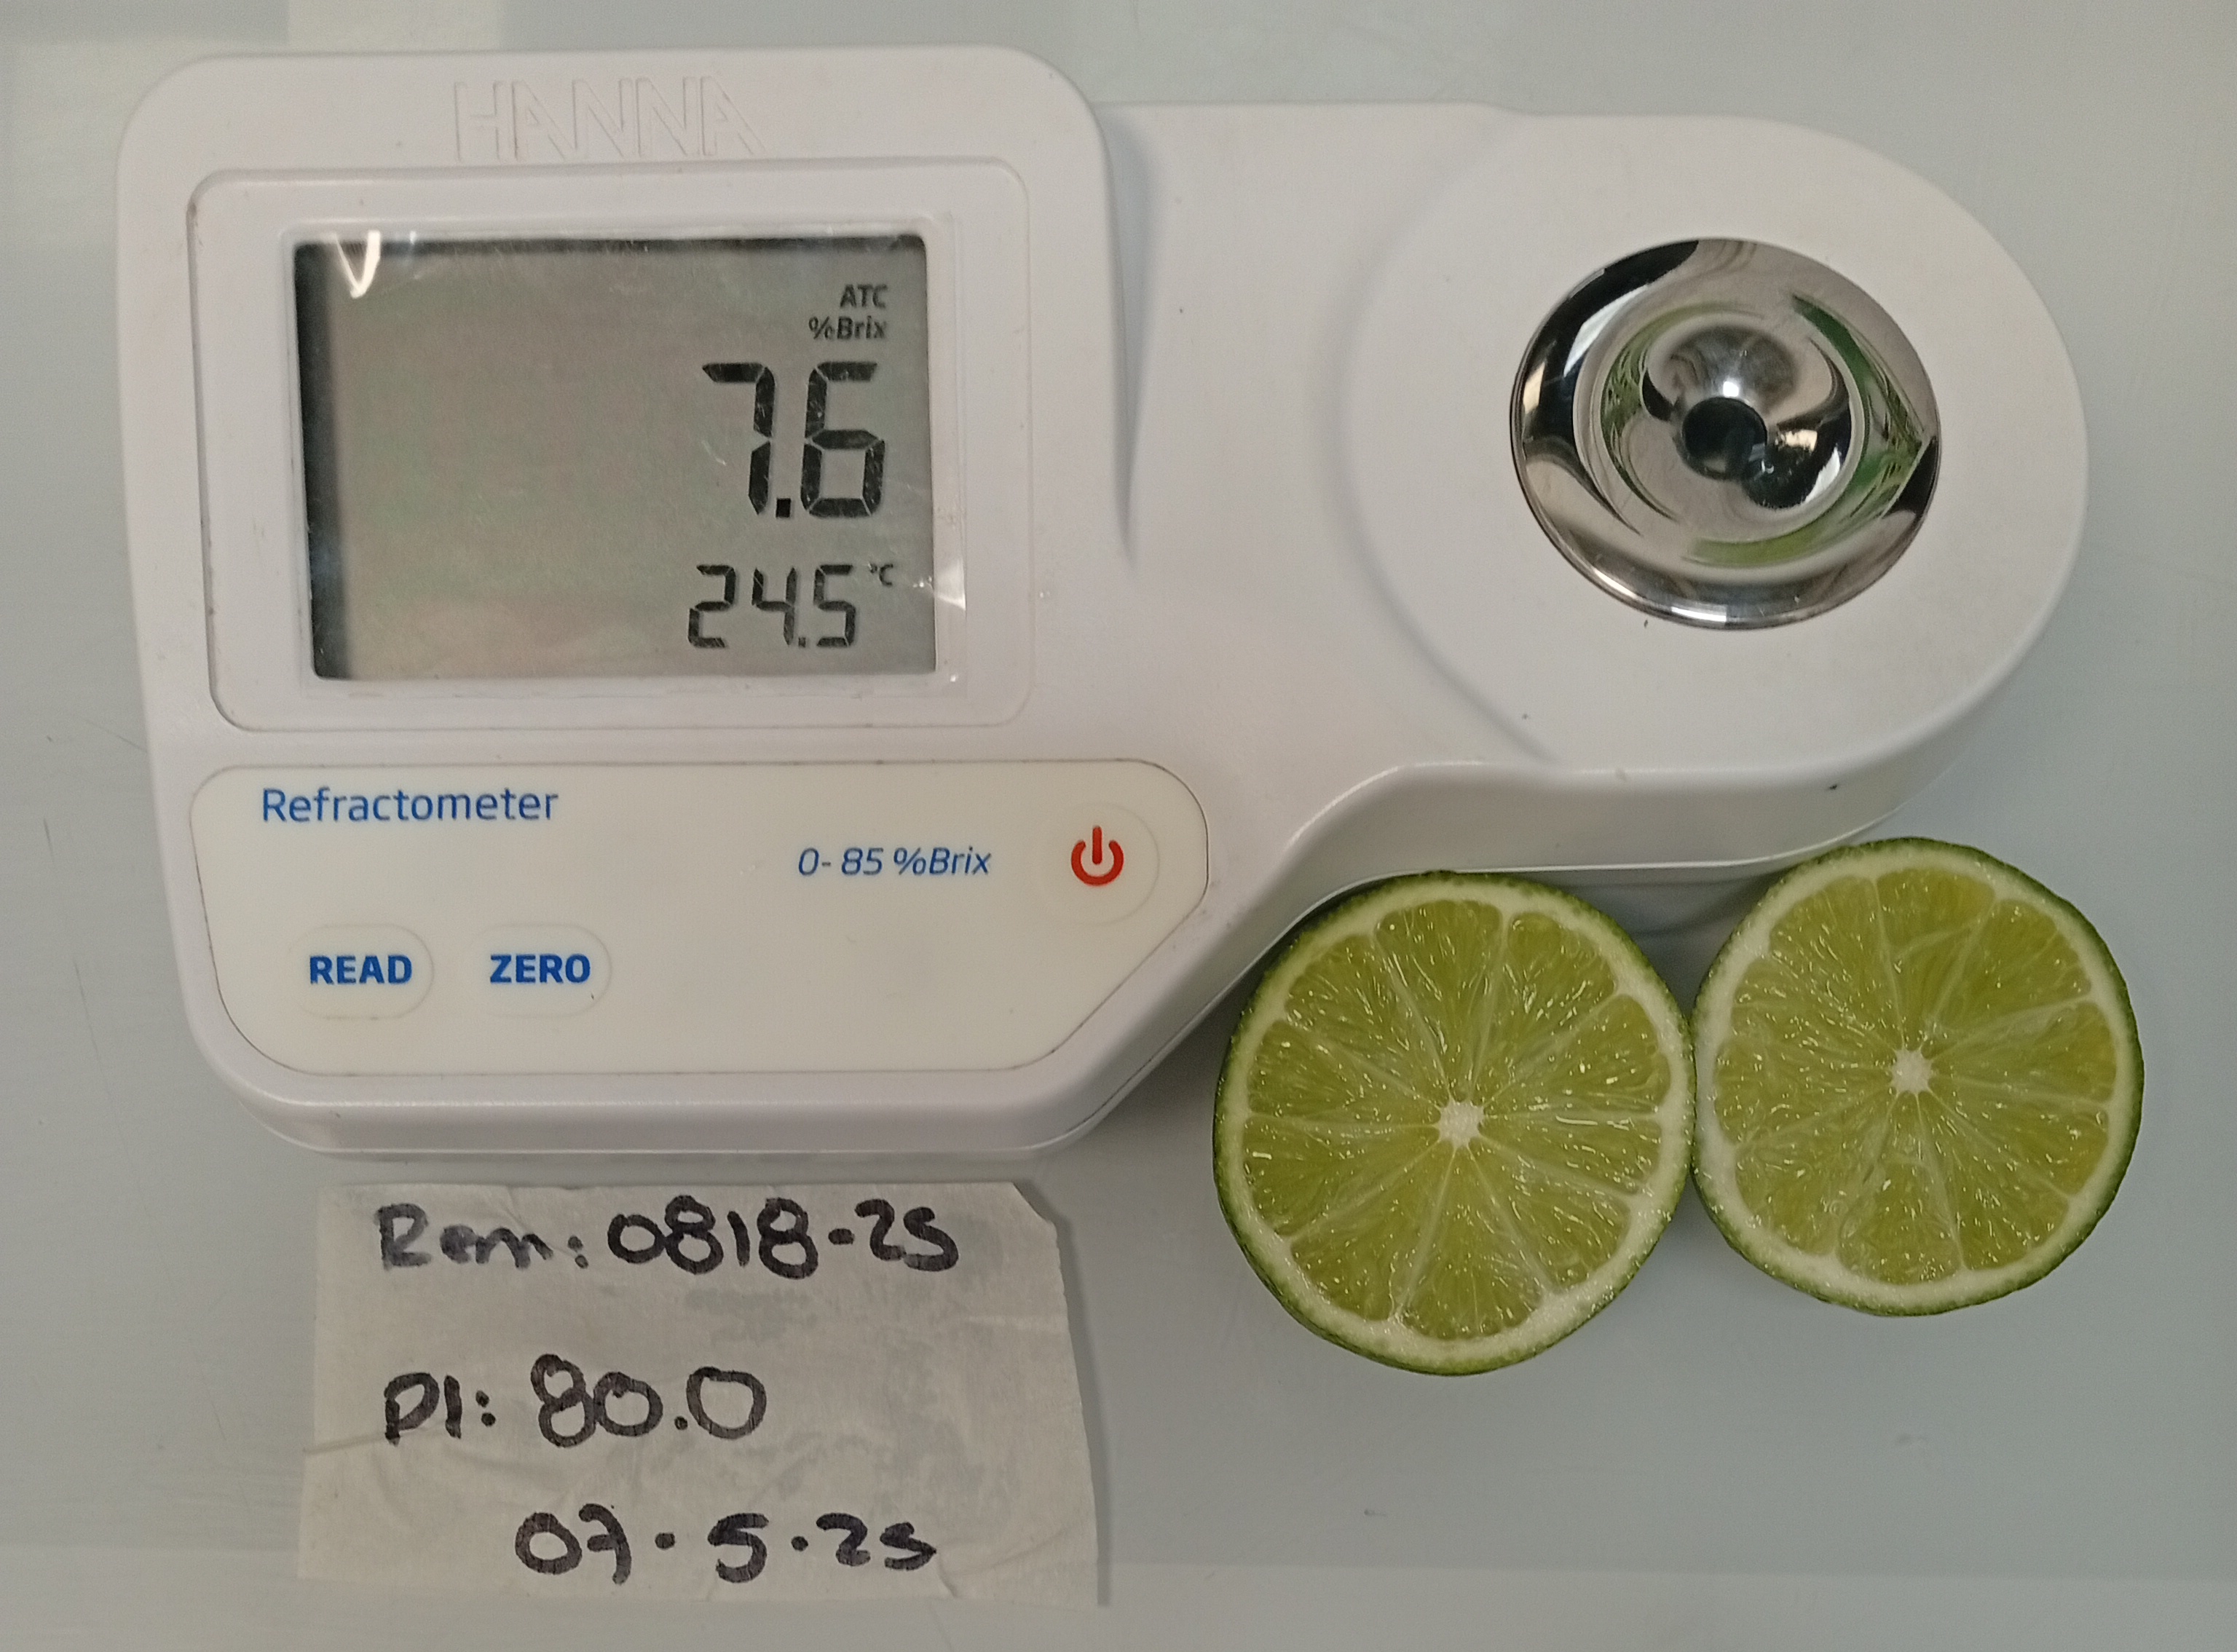 HANNA
ATC
%Brix
7.6
24.5 °C
Refractometer
0-85 %Brix
READ ZERO
Rem: 0818-25
Pl: 80.0
07.5.25